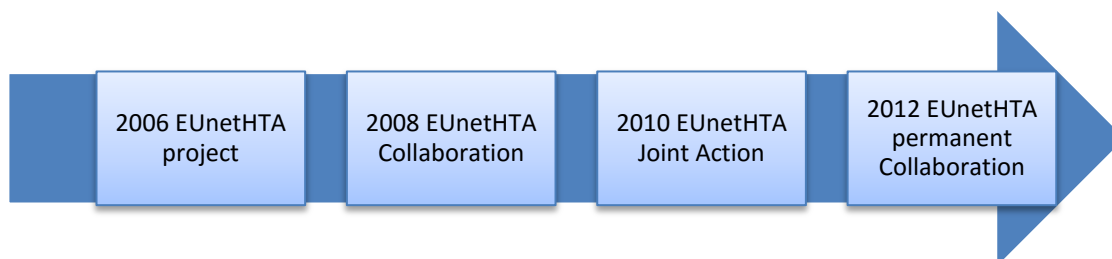 2006 EUnetHTA
project
2008 EUnetHTA
Collaboration
2010 EUnetHTA
Joint Action
2012 EUnetHTA
permanent
Collaboration